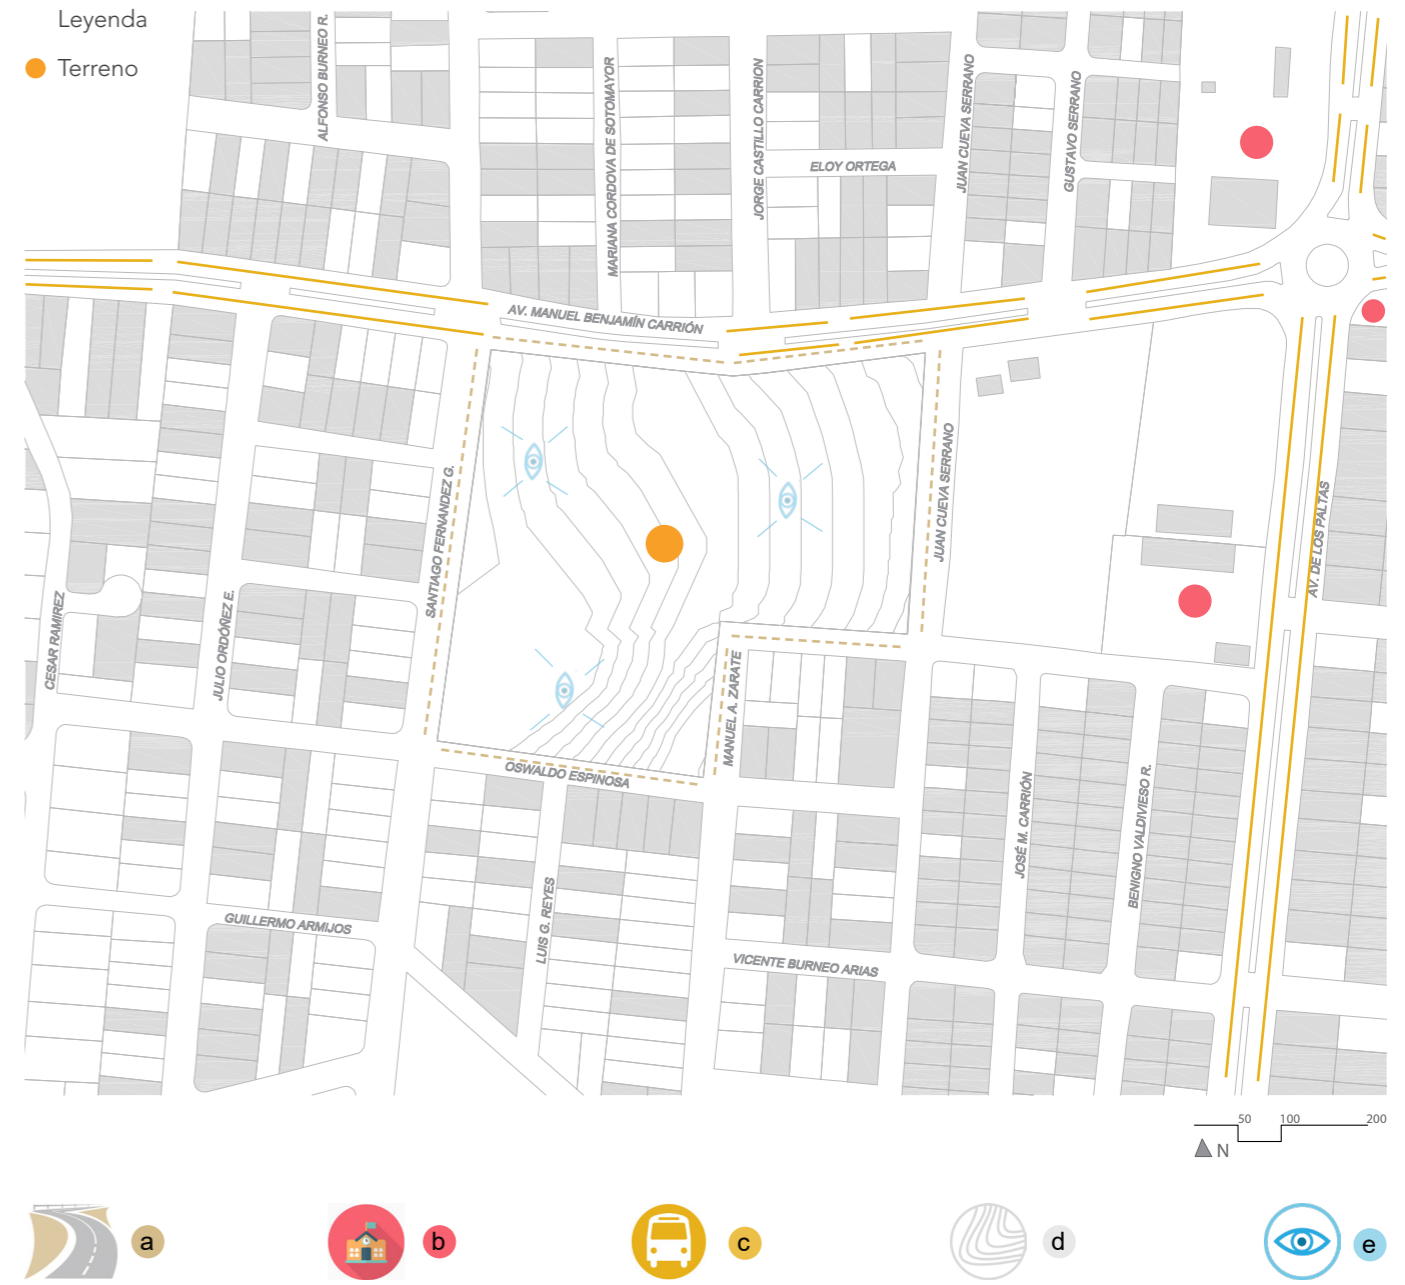 Leyenda
Terreno
ALFONSO BURNEO R.
MARIANA CORDOVA DE SOTOMAYOR
JORGE CASTILLO CARRION
JUAN CUEVA SERRANO
GUSTAVO SERRANO
ELOY ORTEGA
AV. MANUEL BENJAMÍN CARRIÓN
SANTIAGO FERNANDEZ G.
JUAN CUEVA SERRANO
AV. DE LOS PALTAS
CESAR RAMIREZ
JULIO ORDÓÑEZ E.
MANUEL A. ZARATE
OSWALDO ESPINOSA
JOSÉ M. CARRIÓN
BENIGNO VALDIVIESO R.
LUIS G. REYES
GUILLERMO ARMIJOS
VICENTE BURNEO ARIAS
50 100 200
N
a b c d e